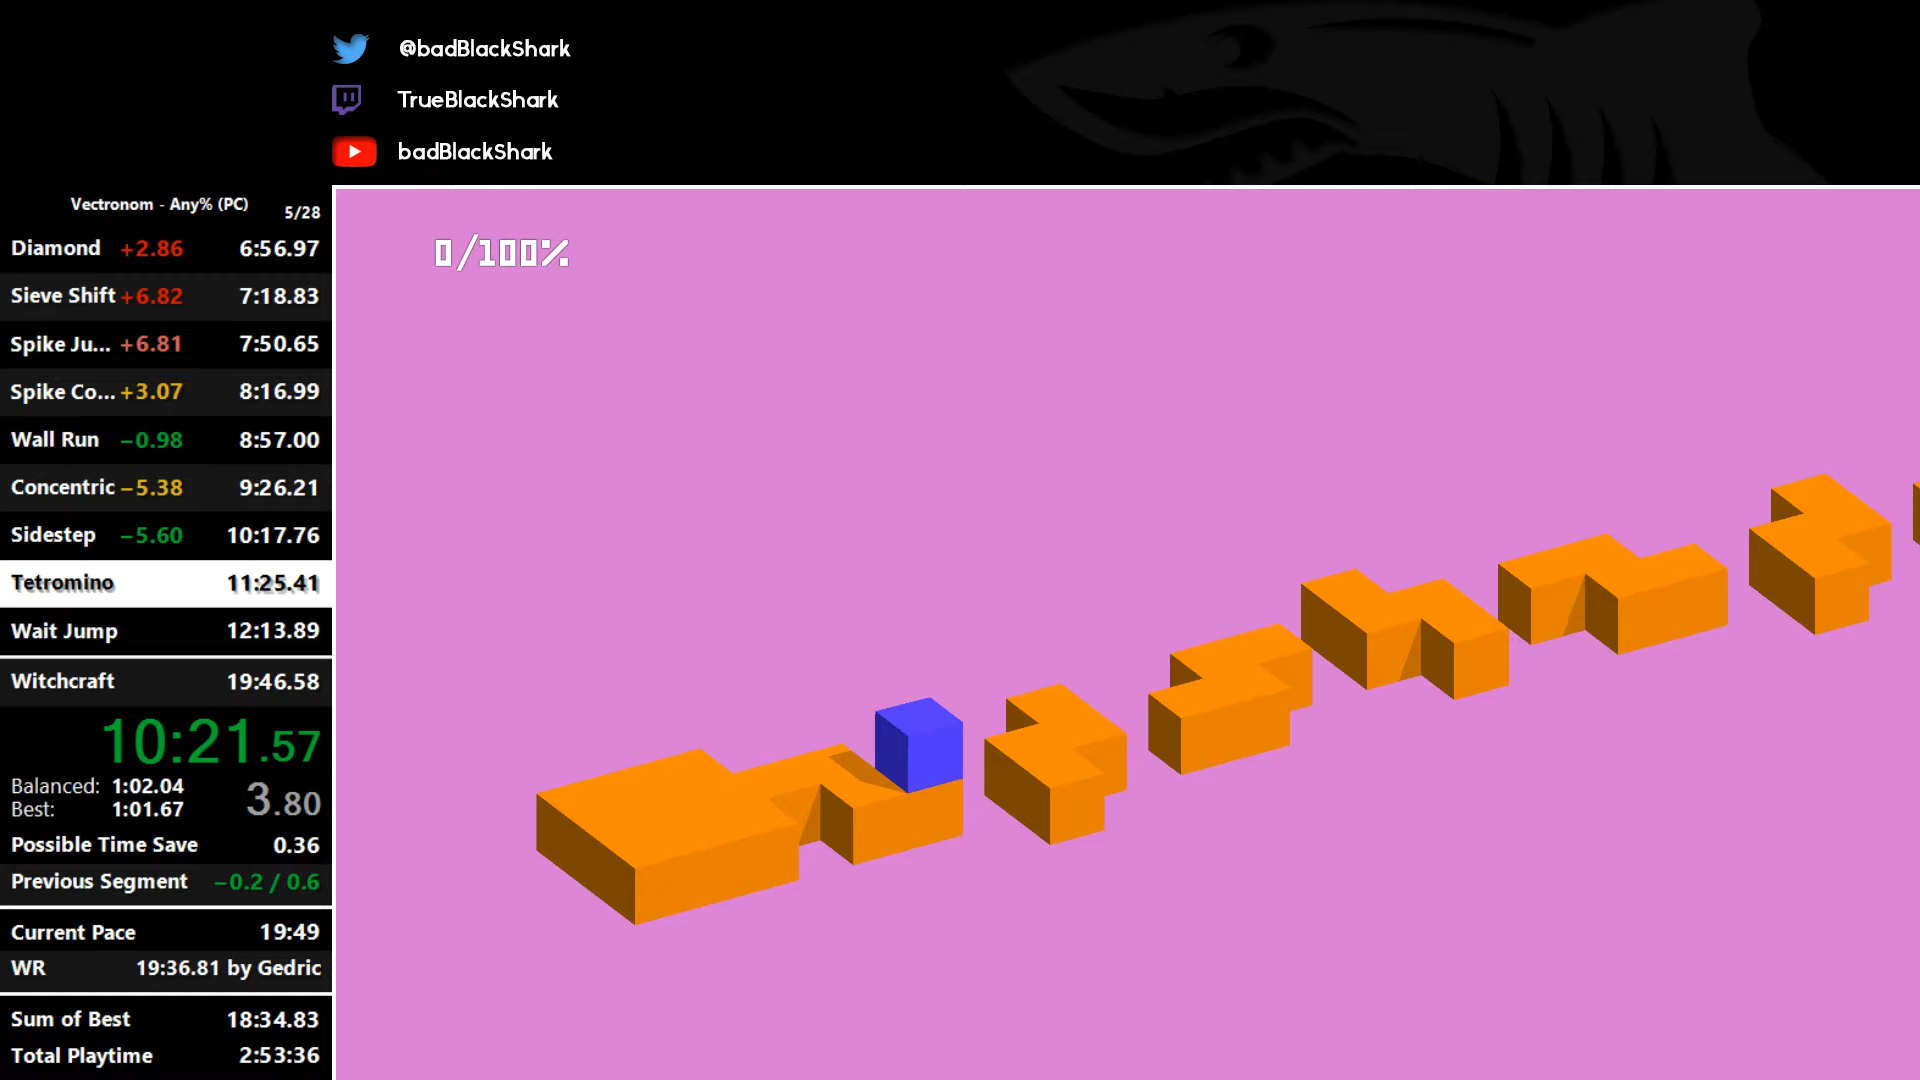 @badBlackShark
TrueBlackShark
badBlackShark
Vectronom - Any% (PC)
5/28
Diamond +2.86 6:56.97
Sieve Shift +6.82 7:18.83
Spike Ju... +6.81 7:50.65
Spike Co... +3.07 8:16.99
Wall Run −0.98 8:57.00
Concentric −5.38 9:26.21
Sidestep −5.60 10:17.76
Tetromino 11:25.41
Wait Jump 12:13.89
Witchcraft 19:46.58
10:21.57
Balanced: 1:02.04
Best: 1:01.67
3.80
Possible Time Save 0.36
Previous Segment −0.2 / 0.6
Current Pace 19:49
WR 19:36.81 by Gedric
Sum of Best 18:34.83
Total Playtime 2:53:36
0/100%